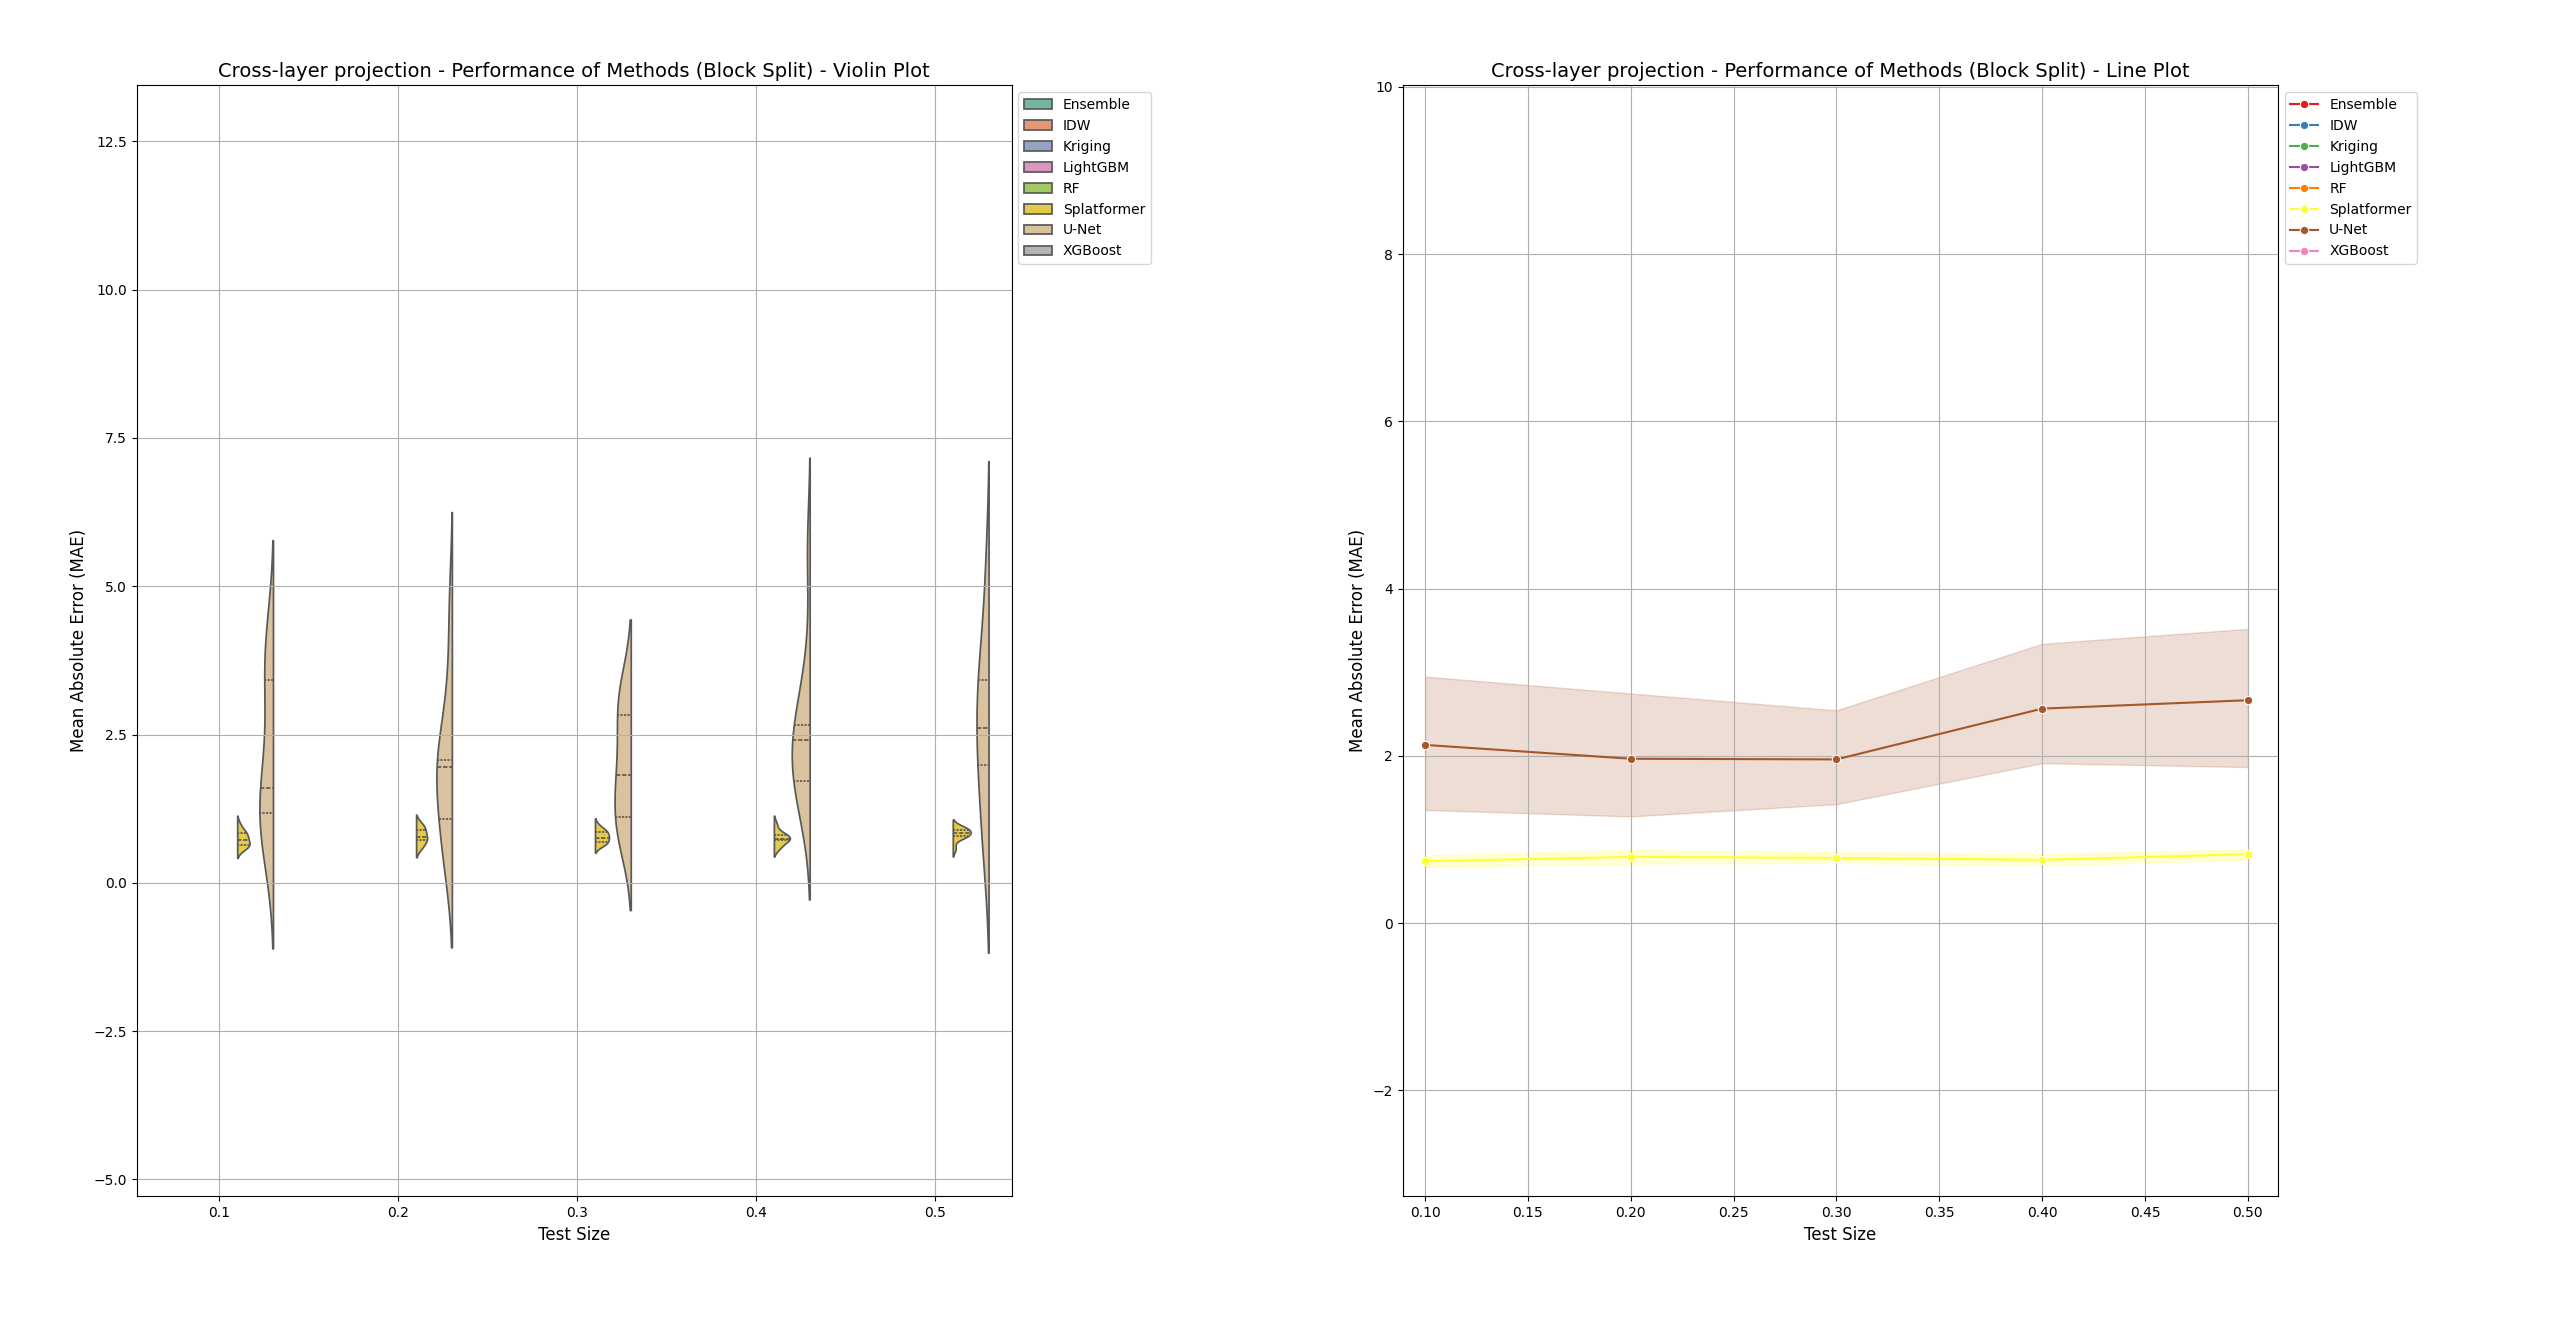 Cross-layer projection - Performance of Methods (Block Split) - Violin Plot
Mean Absolute Error (MAE)
12.5
10.0
7.5
5.0
2.5
0.0
−2.5
−5.0
0.1
0.2
0.3
0.4
0.5
Test Size
Ensemble
IDW
Kriging
LightGBM
RF
Splatformer
U-Net
XGBoost
Cross-layer projection - Performance of Methods (Block Split) - Line Plot
Mean Absolute Error (MAE)
10
8
6
4
2
0
−2
0.10
0.15
0.20
0.25
0.30
0.35
0.40
0.45
0.50
Test Size
Ensemble
IDW
Kriging
LightGBM
RF
Splatformer
U-Net
XGBoost